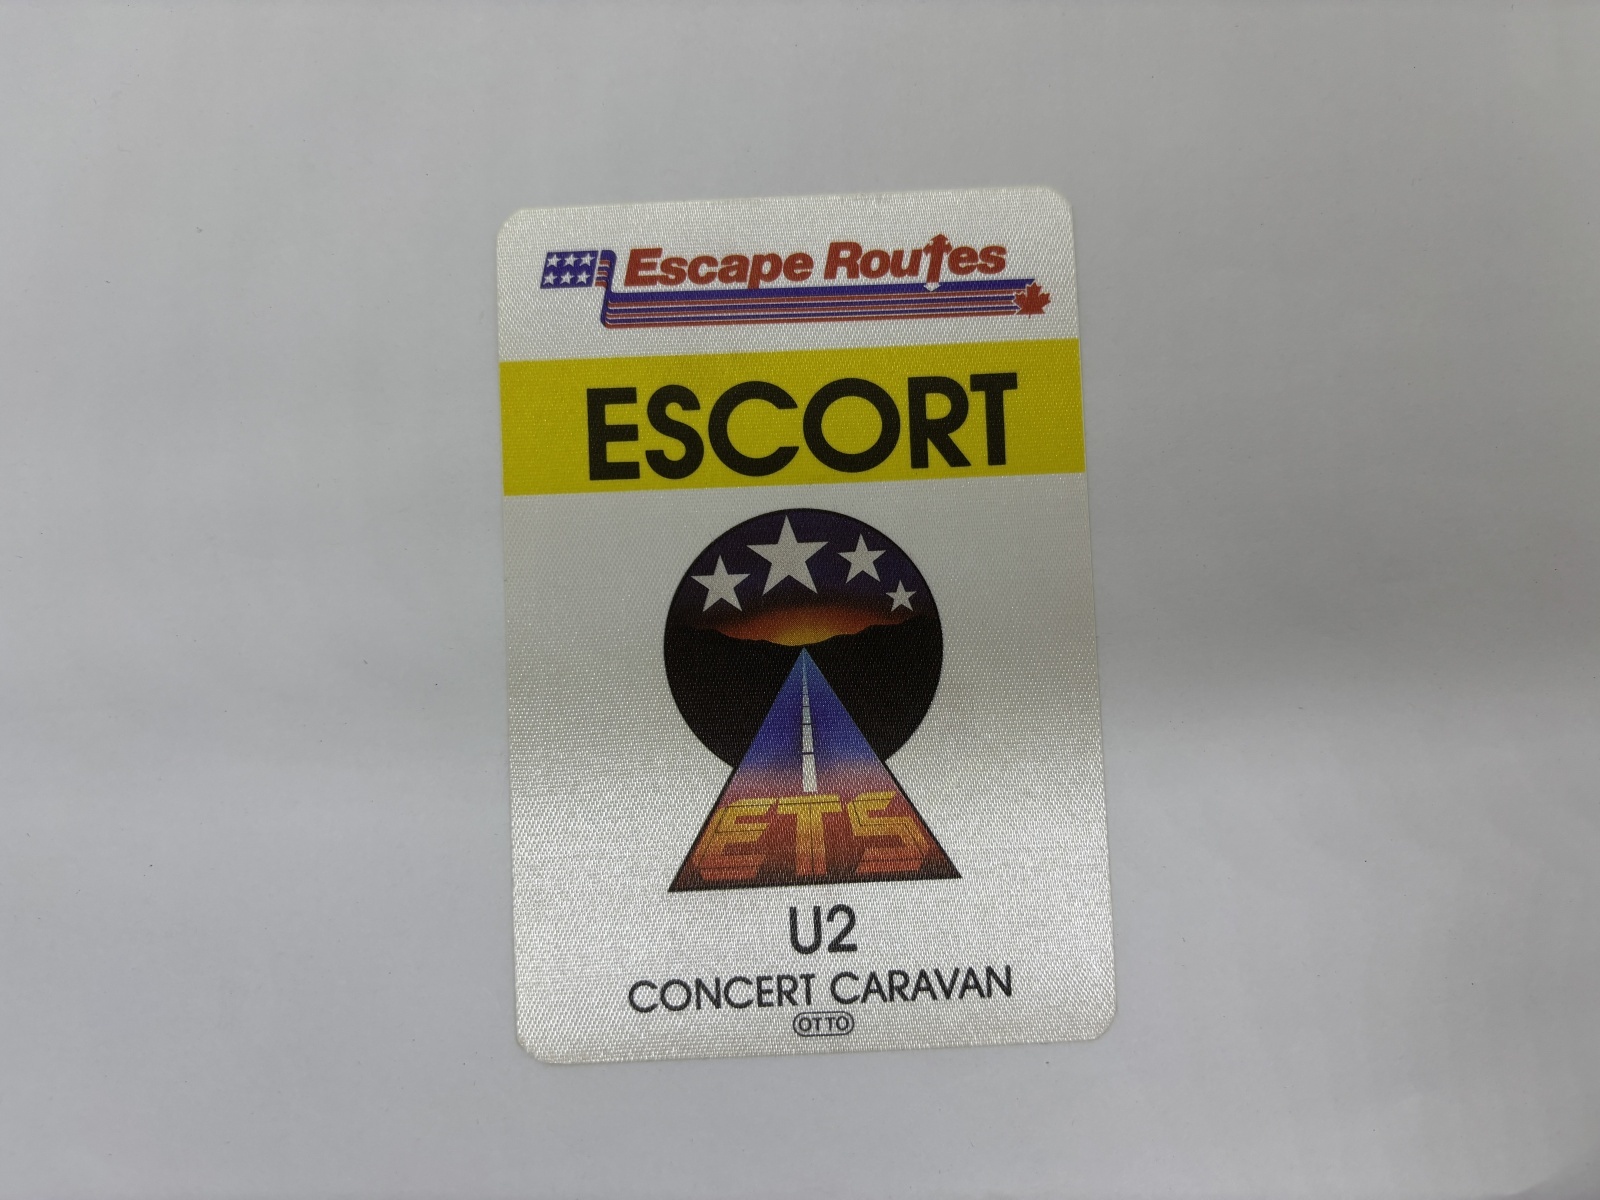 Escape Routes
ESCORT
ETS
U2
CONCERT CARAVAN
OTTO